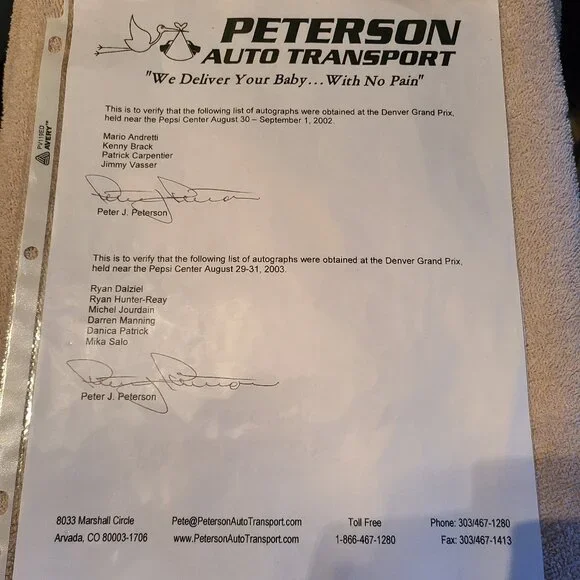 PETERSON
AUTO TRANSPORT
"We Deliver Your Baby...With No Pain"
This is to verify that the following list of autographs were obtained at the Denver Grand Prix,
held near the Pepsi Center August 30 – September 1, 2002.
Mario Andretti
Kenny Brack
Patrick Carpentier
Jimmy Vasser
Peter J. Peterson
Peter J. Peterson
This is to verify that the following list of autographs were obtained at the Denver Grand Prix,
held near the Pepsi Center August 29-31, 2003.
Ryan Dalziel
Ryan Hunter-Reay
Michel Jourdain
Darren Manning
Danica Patrick
Mika Salo
Peter J. Peterson
Peter J. Peterson
8033 Marshall Circle
Arvada, CO 80003-1706
Pete@PetersonAutoTransport.com
www.PetersonAutoTransport.com
Toll Free
1-866-467-1280
Phone: 303/467-1280
Fax: 303/467-1413
PV119ED
AVERY™